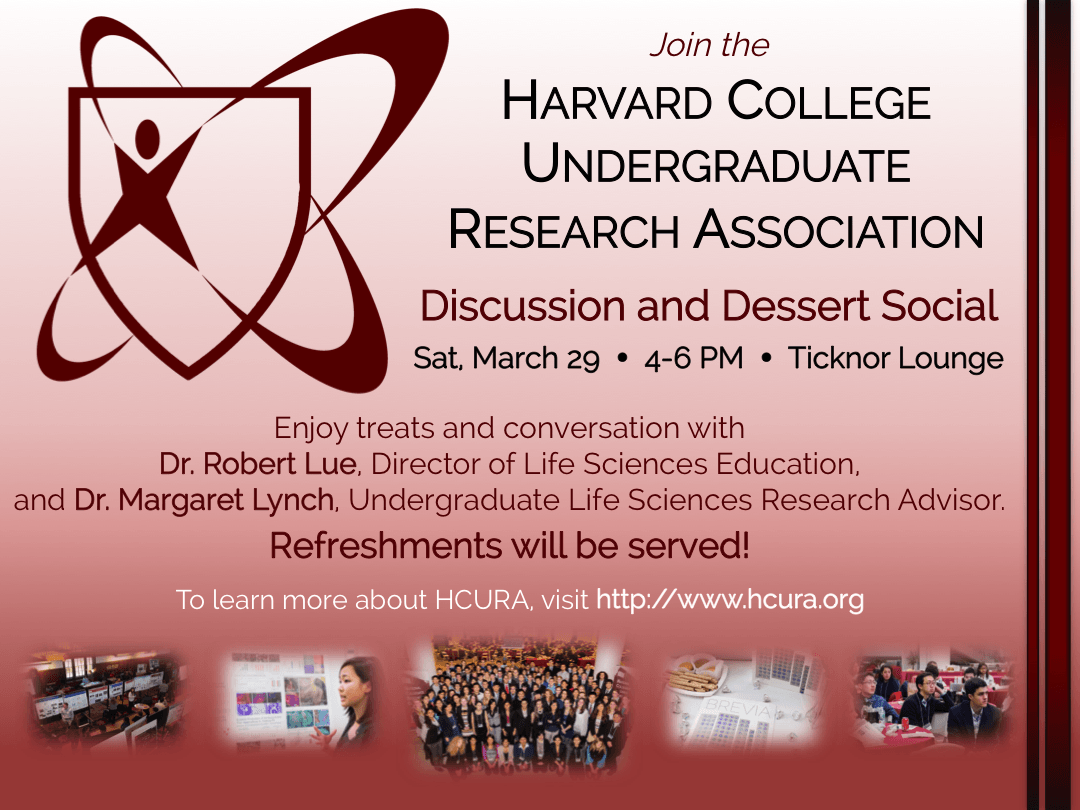 Join the
HARVARD COLLEGE
UNDERGRADUATE
RESEARCH ASSOCIATION
Discussion and Dessert Social
Sat, March 29 • 4-6 PM • Ticknor Lounge
Enjoy treats and conversation with
Dr. Robert Lue, Director of Life Sciences Education,
and Dr. Margaret Lynch, Undergraduate Life Sciences Research Advisor.
Refreshments will be served!
To learn more about HCURA, visit http://www.hcura.org
BREVIA